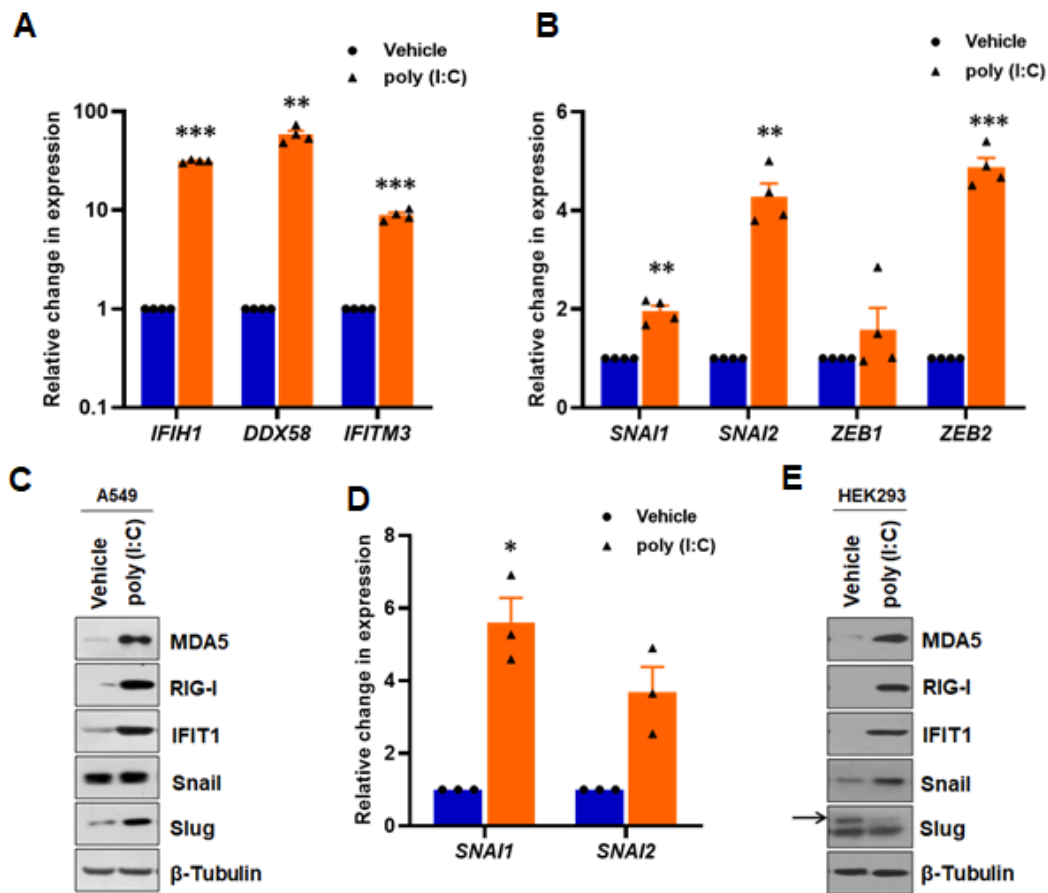 A
Vehicle
poly (I:C)
Relative change in expression
100
10
1
0.1
***
**
***
IFIH1
DDX58
IFITM3
B
Vehicle
poly (I:C)
Relative change in expression
6
4
2
0
**
**
***
SNAI1
SNAI2
ZEB1
ZEB2
C
A549
Vehicle
poly (I:C)
MDA5
RIG-I
IFIT1
Snail
Slug
β-Tubulin
D
Vehicle
poly (I:C)
Relative change in expression
8
6
4
2
0
*
SNAI1
SNAI2
E
HEK293
Vehicle
poly (I:C)
MDA5
RIG-I
IFIT1
Snail
Slug
β-Tubulin